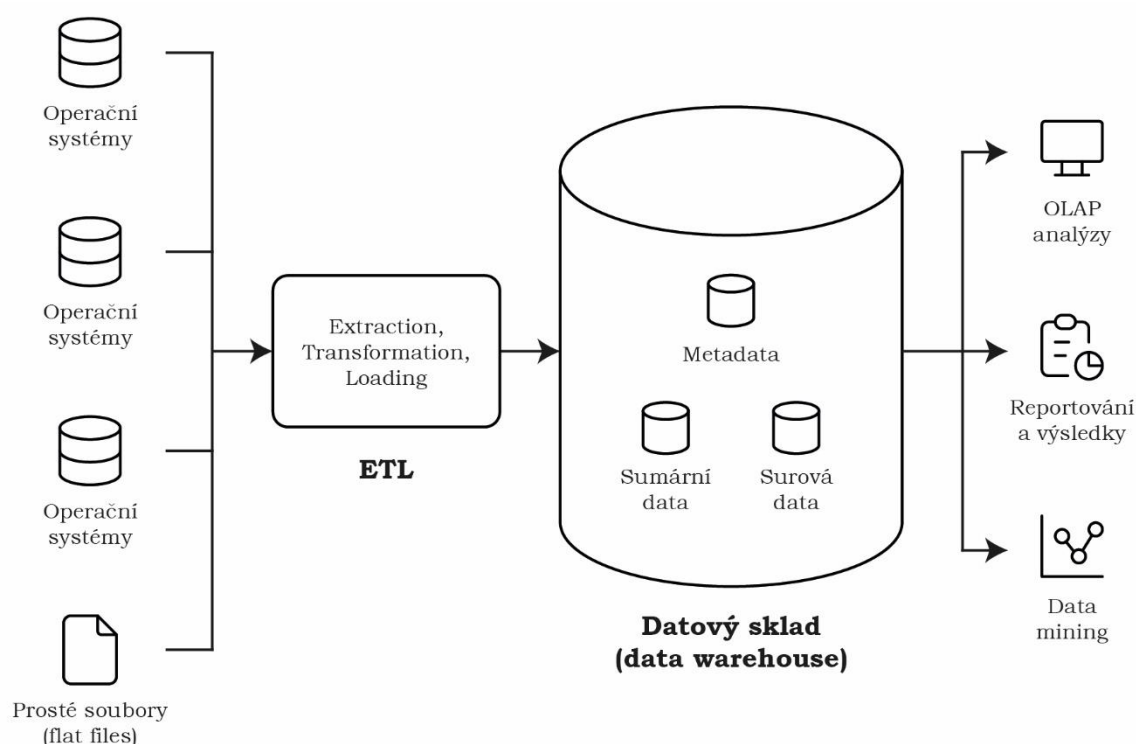 Operační
systémy
Operační
systémy
Operační
systémy
Prosté soubory
(flat files)
Extraction,
Transformation,
Loading
ETL
Metadata
Sumární
data
Surová
data
Datový sklad
(data warehouse)
OLAP
analýzy
Reportování
a výsledky
Data
mining